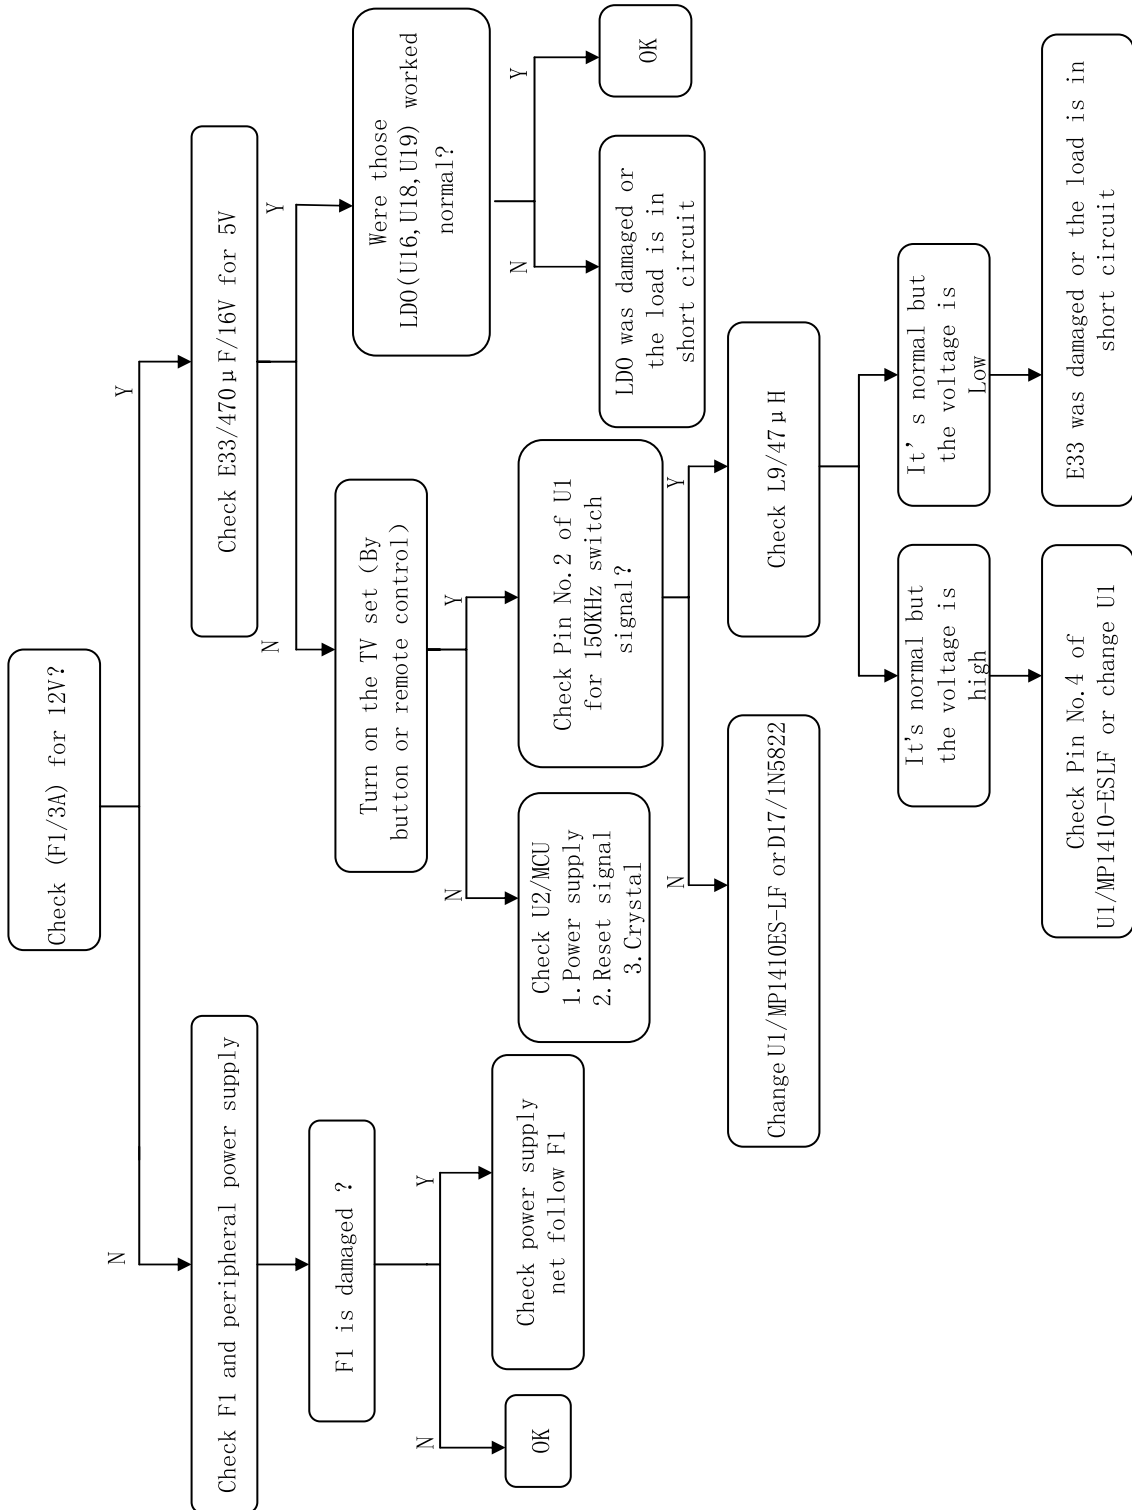 Check (F1/3A) for 12V?
N
Y
Check F1 and peripheral power supply
Check E33/470μF/16V for 5V
N
Y
F1 is damaged ?
Turn on the TV set (By
button or remote control)
Were those
LDO(U16,U18,U19) worked
normal?
N
Y
N
Y
N
Y
OK
Check power supply
net follow F1
Check U2/MCU
1.Power supply
2.Reset signal
3.Crystal
Check Pin No.2 of U1
for 150KHz switch
signal?
LDO was damaged or
the load is in
short circuit
OK
N
Y
Change U1/MP1410ES-LF or D17/1N5822
Check L9/47μH
It's normal but
the voltage is
high
It's normal but
the voltage is
Low
Check Pin No.4 of
U1/MP1410-ESLF or change U1
E33 was damaged or the load is in
short circuit